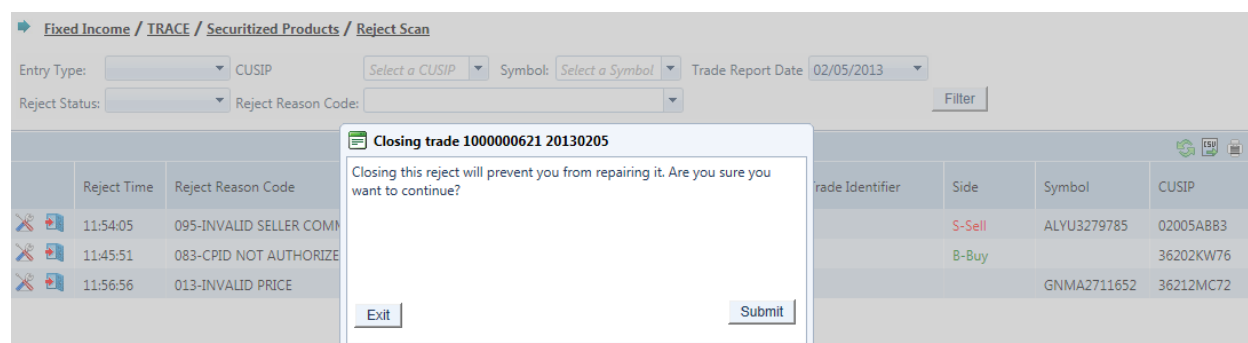 Fixed Income / TRACE / Securitized Products / Reject Scan
Entry Type: CUSIP Select a CUSIP Symbol: Select a Symbol Trade Report Date 02/05/2013
Reject Status: Reject Reason Code: Filter
Closing trade 1000000621 20130205
CSV
Closing this reject will prevent you from repairing it. Are you sure you
want to continue?
Reject Time Reject Reason Code Trade Identifier Side Symbol CUSIP
11:54:05 095-INVALID SELLER COMM S-Sell ALYU3279785 02005ABB3
11:45:51 083-CPID NOT AUTHORIZE B-Buy 36202KW76
11:56:56 013-INVALID PRICE GNMA2711652 36212MC72
Exit Submit